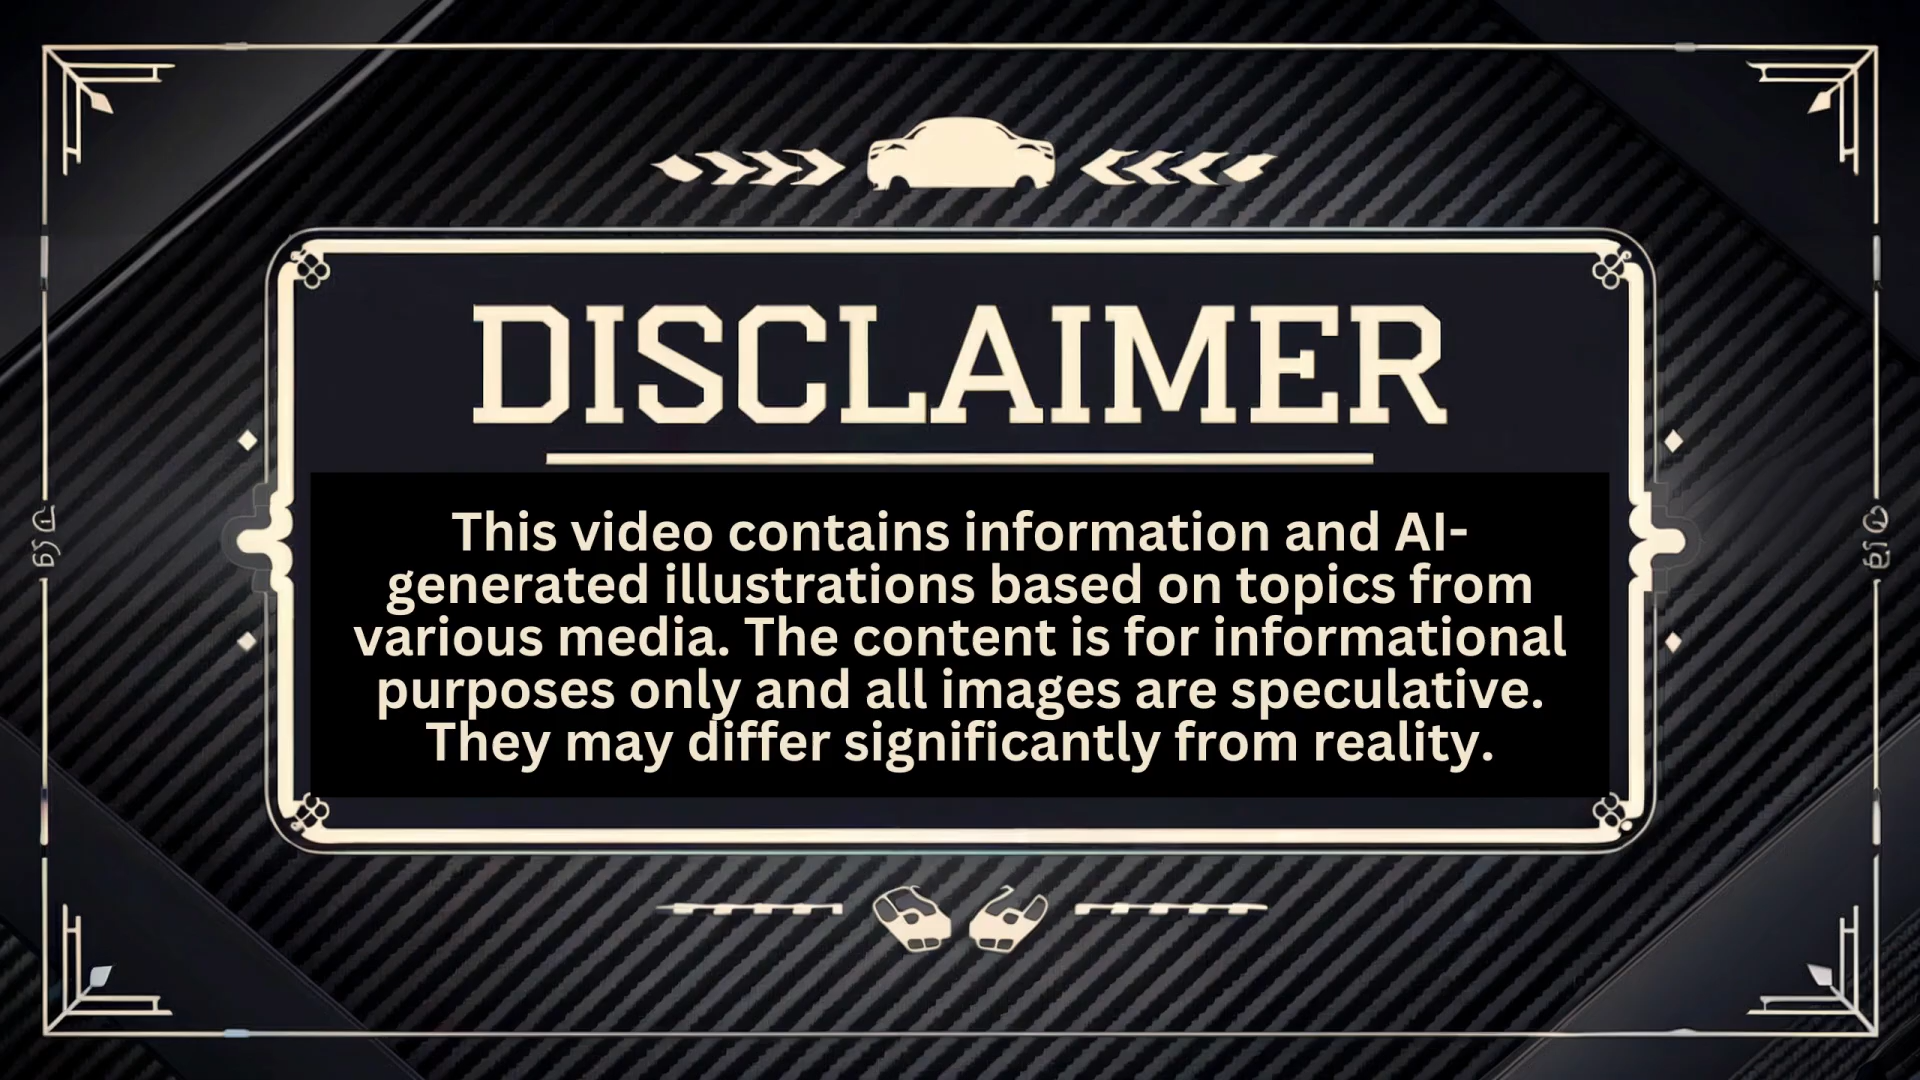 DISCLAIMER
This video contains information and AI-
generated illustrations based on topics from
various media. The content is for informational
purposes only and all images are speculative.
They may differ significantly from reality.